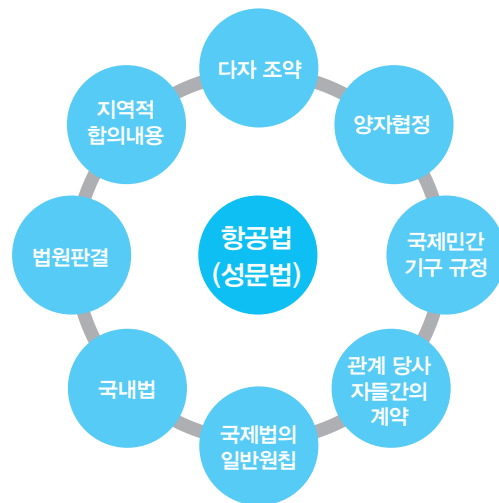 다자 조약
양자협정
국제민간
기구 규정
관계 당사
자들간의
계약
국제법의
일반원칩
국내법
법원판결
지역적
합의내용
항공법
(성문법)